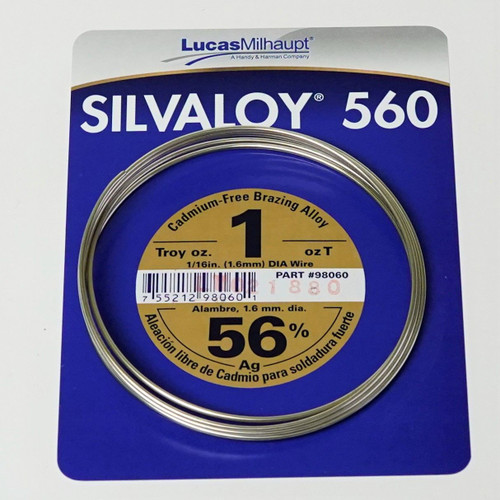 LucasMilhaupt®
A Handy & Harman Company
SILVALOY® 560
Cadmium-Free Brazing Alloy
1
Troy oz. oz T
1/16in. (1.6mm) DIA Wire
PART #98060
7 55212 98060 1
Alambre, 1.6 mm. dia.
56%
Ag
Aleación libre de Cadmio para soldadura fuerte